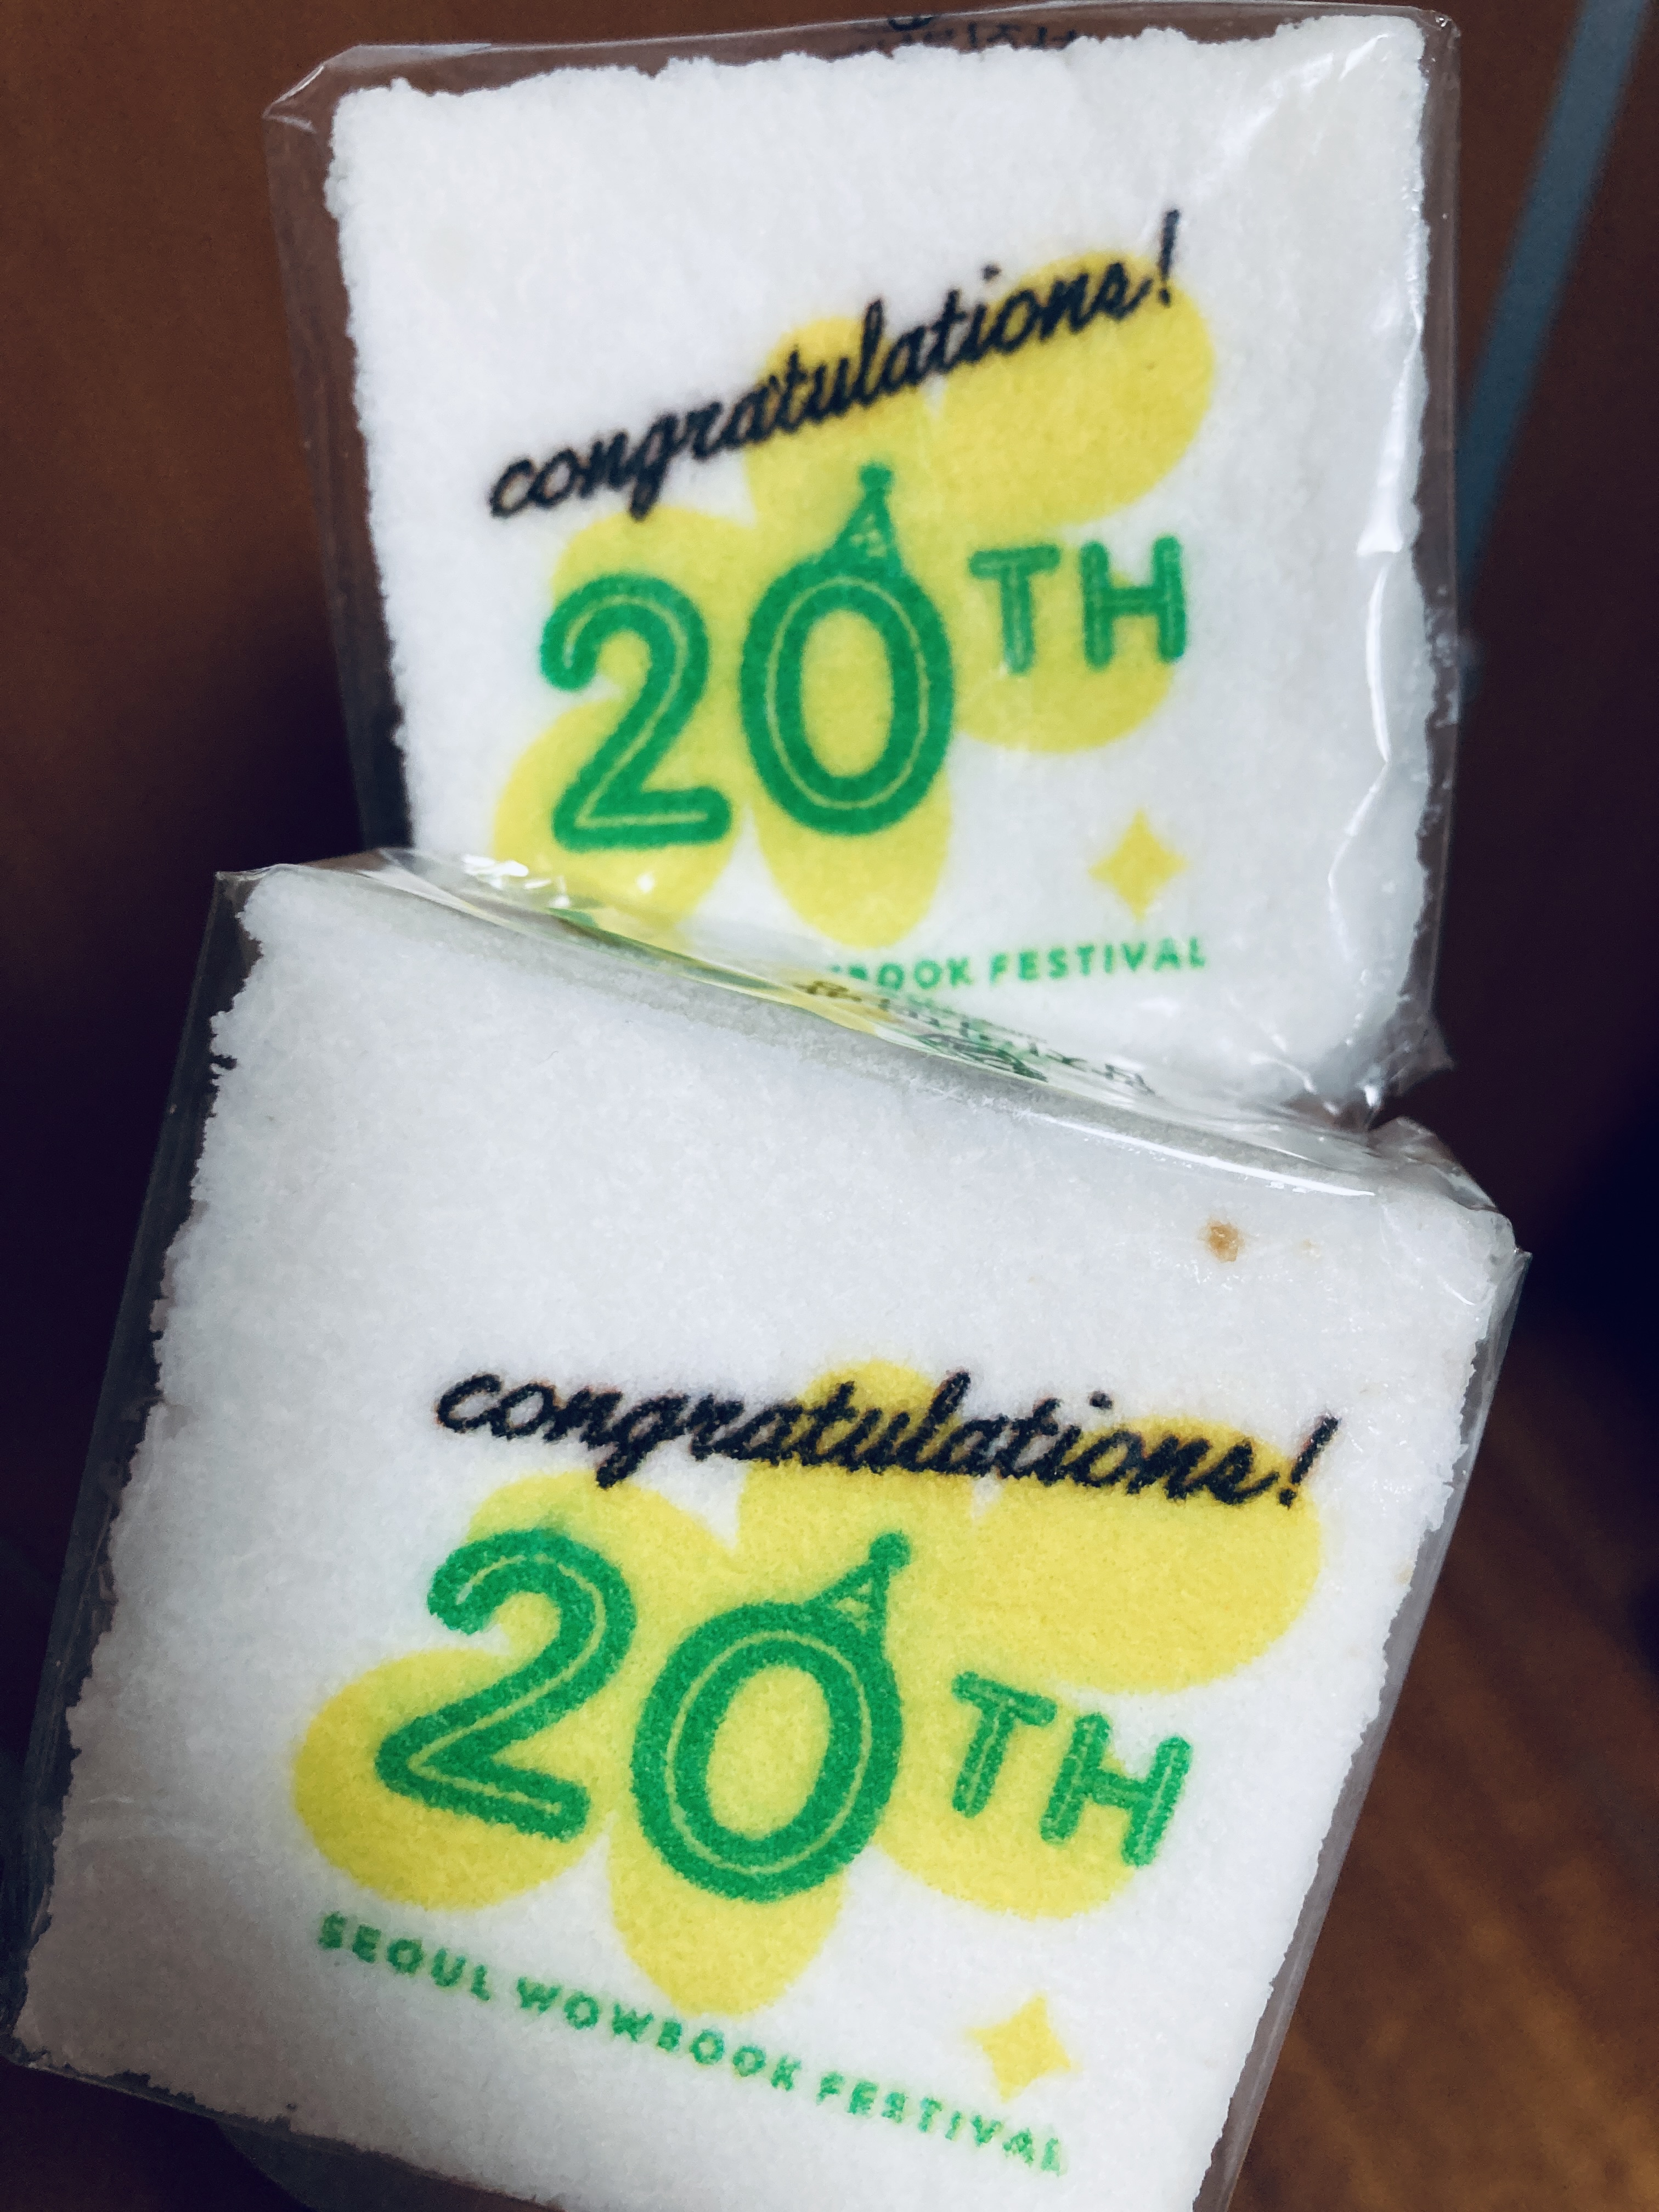 congratulations!
20TH
BOOK FESTIVAL
congratulations!
20TH
SEOUL WOWBOOK FESTIVAL